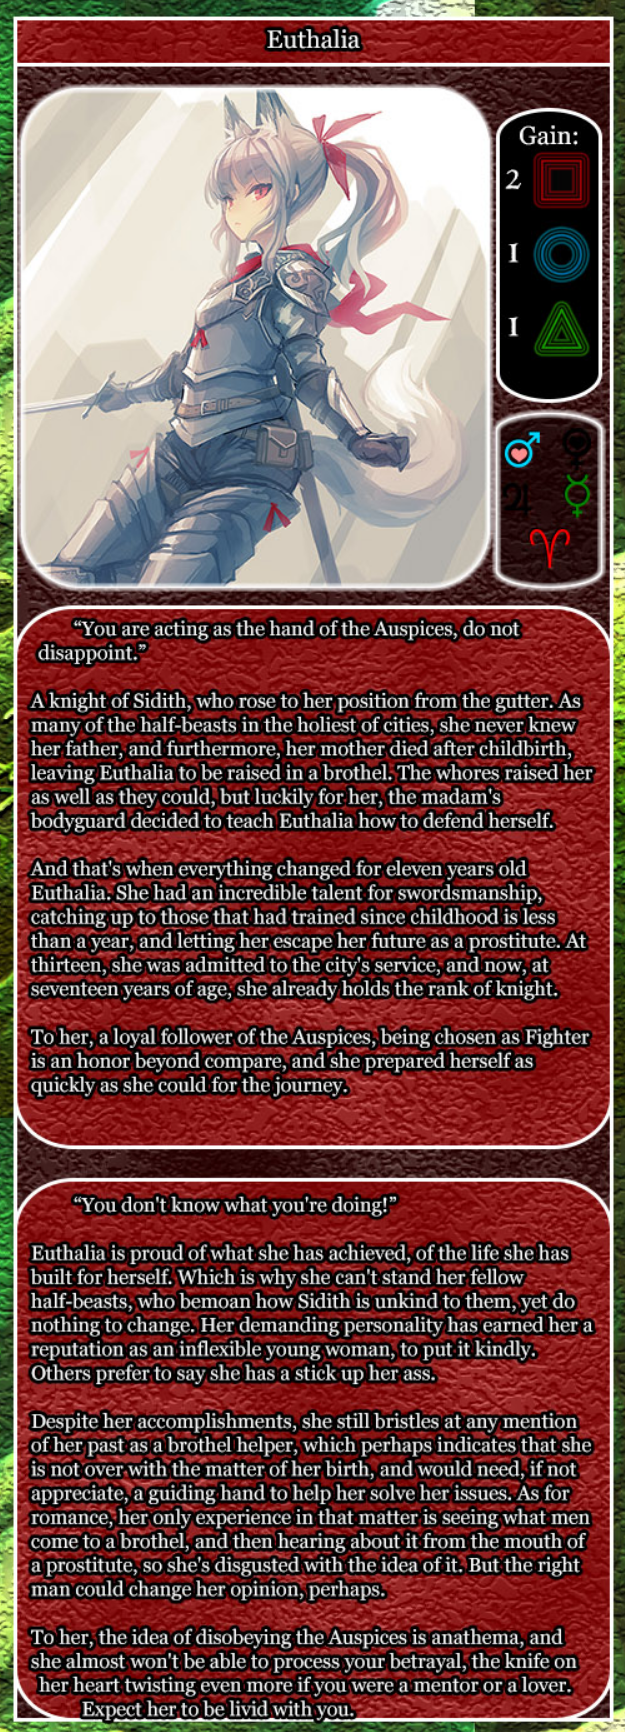 Euthalia
Gain:
2
1
1
“You are acting as the hand of the Auspices, do not
disappoint.”
A knight of Sidith, who rose to her position from the gutter. As
many of the half-beasts in the holiest of cities, she never knew
her father, and furthermore, her mother died after childbirth,
leaving Euthalia to be raised in a brothel. The whores raised her
as well as they could, but luckily for her, the madam's
bodyguard decided to teach Euthalia how to defend herself.
And that's when everything changed for eleven years old
Euthalia. She had an incredible talent for swordsmanship,
catching up to those that had trained since childhood is less
than a year, and letting her escape her future as a prostitute. At
thirteen, she was admitted to the city's service, and now, at
seventeen years of age, she already holds the rank of knight.
To her, a loyal follower of the Auspices, being chosen as Fighter
is an honor beyond compare, and she prepared herself as
quickly as she could for the journey.
“You don't know what you're doing!”
Euthalia is proud of what she has achieved, of the life she has
built for herself. Which is why she can't stand her fellow
half-beasts, who bemoan how Sidith is unkind to them, yet do
nothing to change. Her demanding personality has earned her a
reputation as an inflexible young woman, to put it kindly.
Others prefer to say she has a stick up her ass.
Despite her accomplishments, she still bristles at any mention
of her past as a brothel helper, which perhaps indicates that she
is not over with the matter of her birth, and would need, if not
appreciate, a guiding hand to help her solve her issues. As for
romance, her only experience in that matter is seeing what men
come to a brothel, and then hearing about it from the mouth of
a prostitute, so she's disgusted with the idea of it. But the right
man could change her opinion, perhaps.
To her, the idea of disobeying the Auspices is anathema, and
she almost won't be able to process your betrayal, the knife on
her heart twisting even more if you were a mentor or a lover.
Expect her to be livid with you.